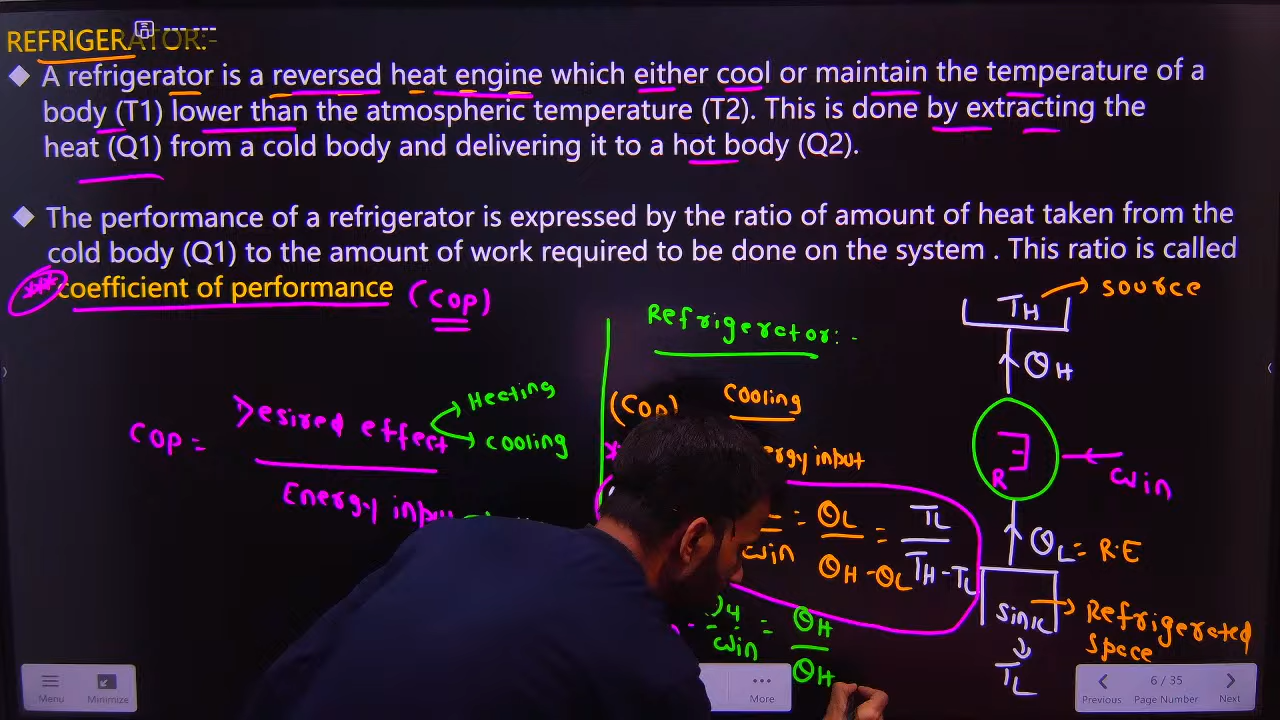 REFRIGERATOR:-
◆ A refrigerator is a reversed heat engine which either cool or maintain the temperature of a
body (T1) lower than the atmospheric temperature (T2). This is done by extracting the
heat (Q1) from a cold body and delivering it to a hot body (Q2).
◆ The performance of a refrigerator is expressed by the ratio of amount of heat taken from the
cold body (Q1) to the amount of work required to be done on the system . This ratio is called
*** coefficient of performance (COP)
COP = Desired effect / Energy
Heating
Cooling
Refrigerator:-
(COP)
Cooling
input
Win = QL / QH - QL = TL / TH - TL
Win = QH / QH
TH → Source
QH
R E
Win
QL = R.E
Sink → Refrigerated
Space
TL
Menu
Minimize
More
Previous
6 / 35
Page Number
Next